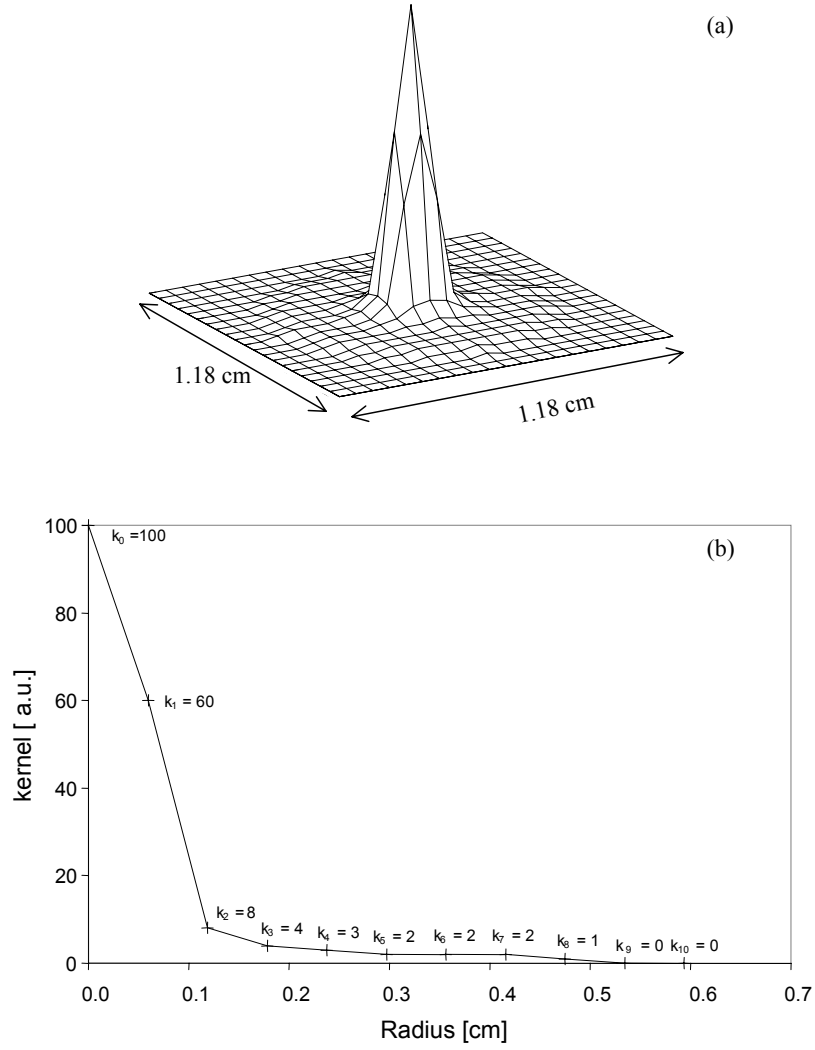 (a)
1.18 cm
1.18 cm
(b)
100
80
60
40
20
0
kernel [ a.u.]
k₀ =100
k₁ = 60
k₂ = 8
k₃ = 4
k₄ = 3
k₅ = 2
k₆ = 2
k₇ = 2
k₈ = 1
k₉ = 0
k₁₀ = 0
0.0 0.1 0.2 0.3 0.4 0.5 0.6 0.7
Radius [cm]